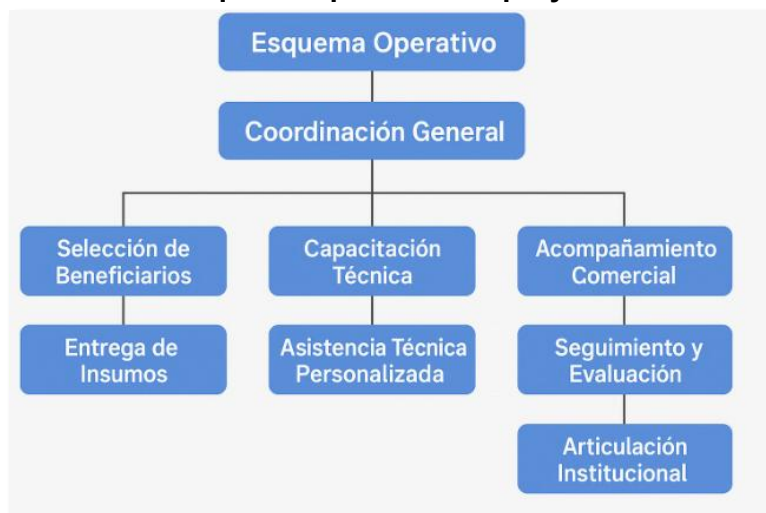 Esquema Operativo
Coordinación General
Selección de
Beneficiarios
Capacitación
Técnica
Acompañamiento
Comercial
Entrega de
Insumos
Asistencia Técnica
Personalizada
Seguimiento y
Evaluación
Articulación
Institucional